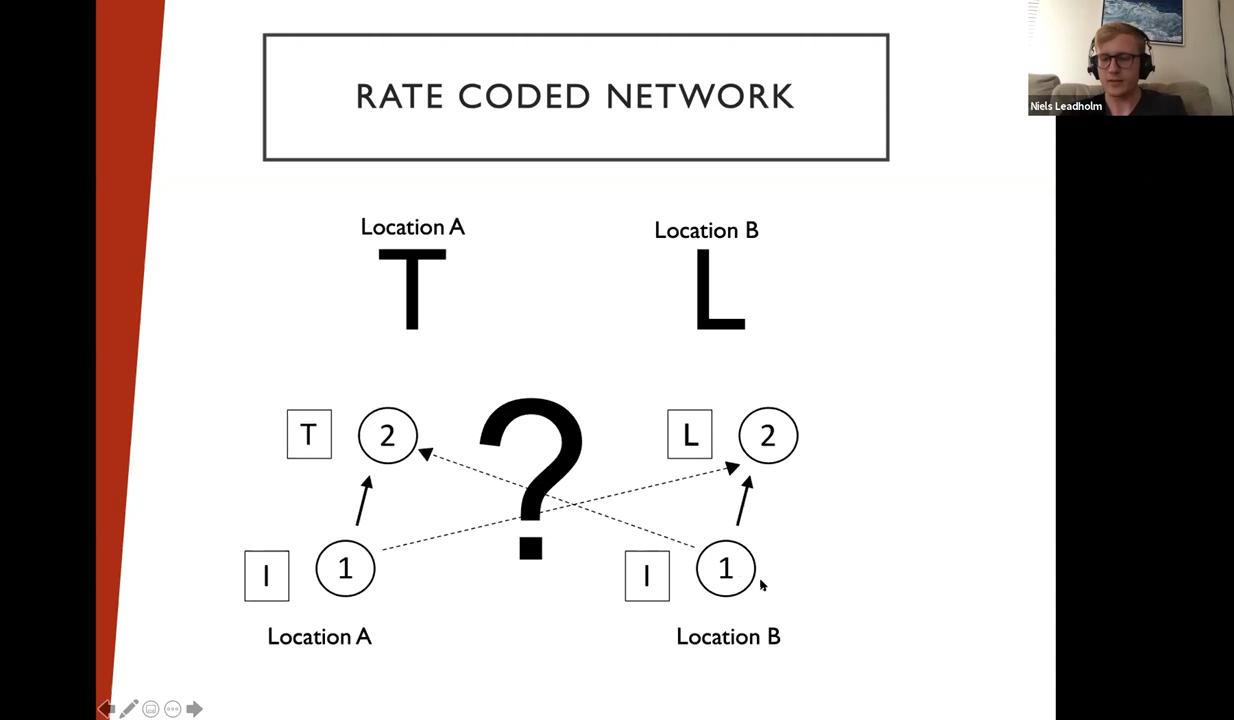 RATE CODED NETWORK
Niels Leadholm
Location A
Location B
T
L
T
2
?
L
2
I
1
I
1
Location A
Location B